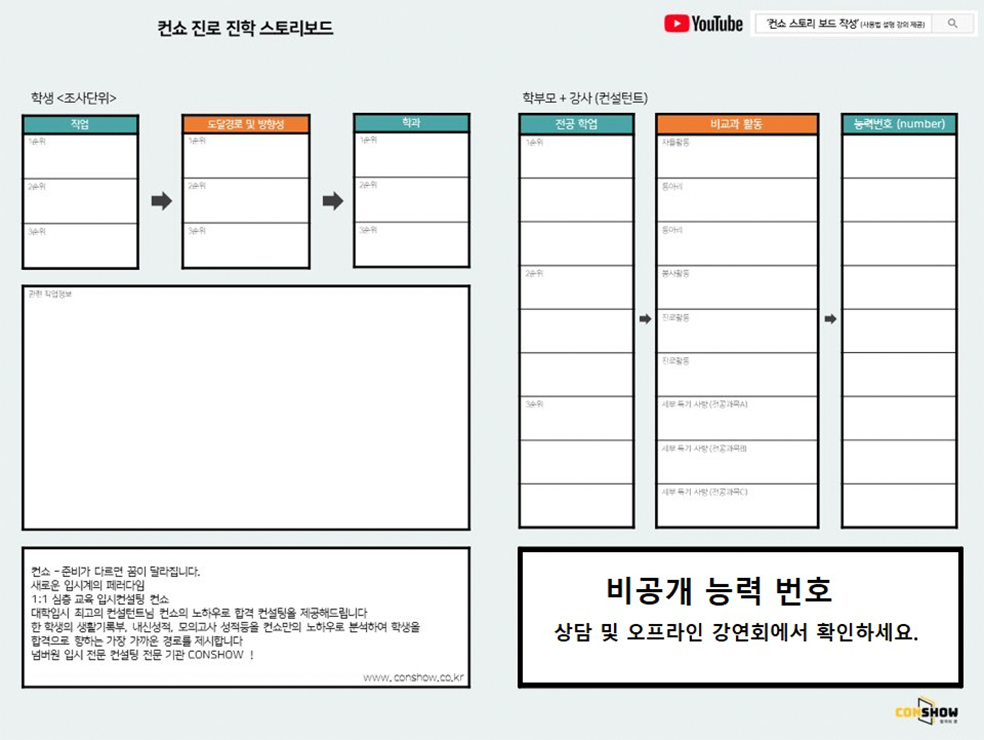 컨쇼 진로 진학 스토리보드
YouTube
'컨쇼 스토리 보드 작성' (사용법 설명 강의 제공)
학생 <조사단위>
직업
1순위
2순위
3순위
도달경로 및 방향성
1순위
2순위
3순위
학과
1순위
2순위
3순위
관련 직업정보
컨쇼 - 준비가 다르면 꿈이 달라집니다.
새로운 입시계의 페러다임
1:1 심층 교육 입시컨설팅 컨쇼
대학입시 최고의 컨설턴트님 컨쇼의 노하우로 합격 컨설팅을 제공해드립니다
한 학생의 생활기록부, 내신성적, 모의고사 성적등을 컨쇼만의 노하우로 분석하여 학생을
합격으로 향하는 가장 가까운 경로를 제시합니다
넘버원 입시 전문 컨설팅 전문 기관 CONSHOW !
www.conshow.co.kr
학부모 + 강사 (컨설턴트)
전공 학업
1순위
2순위
3순위
비교과 활동
자율활동
동아리
동아리
봉사활동
진로활동
진로활동
세부 특기 사항 (전공과목A)
세부 특기 사항 (전공과목B)
세부 특기 사항 (전공과목C)
능력번호 (number)
비공개 능력 번호
상담 및 오프라인 강연회에서 확인하세요.
CONSHOW